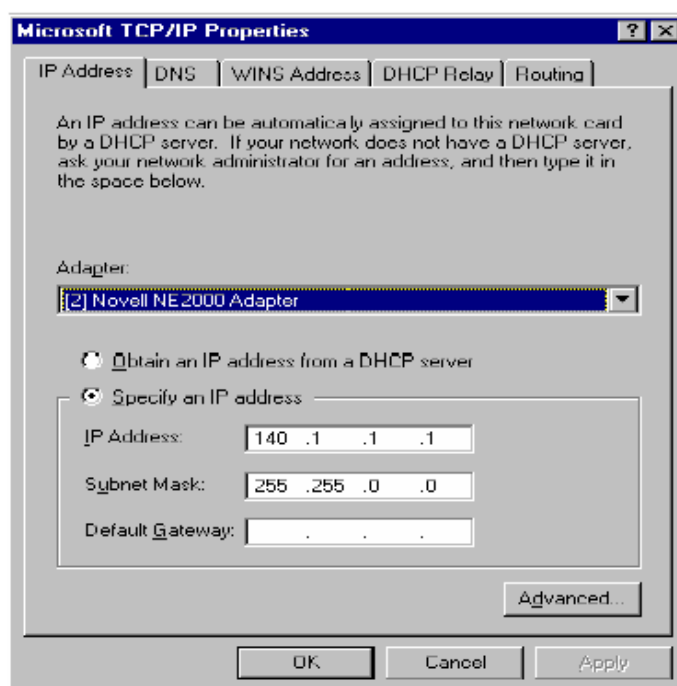 Microsoft TCP/IP Properties
IP Address DNS WINS Address DHCP Relay Routing
An IP address can be automatically assigned to this network card
by a DHCP server. If your network does not have a DHCP server,
ask your network administrator for an address, and then type it in
the space below.
Adapter:
[2] Novell NE2000 Adapter
Obtain an IP address from a DHCP server
Specify an IP address
IP Address: 140 .1 .1 .1
Subnet Mask: 255 .255 .0 .0
Default Gateway: . . .
Advanced...
OK Cancel Apply